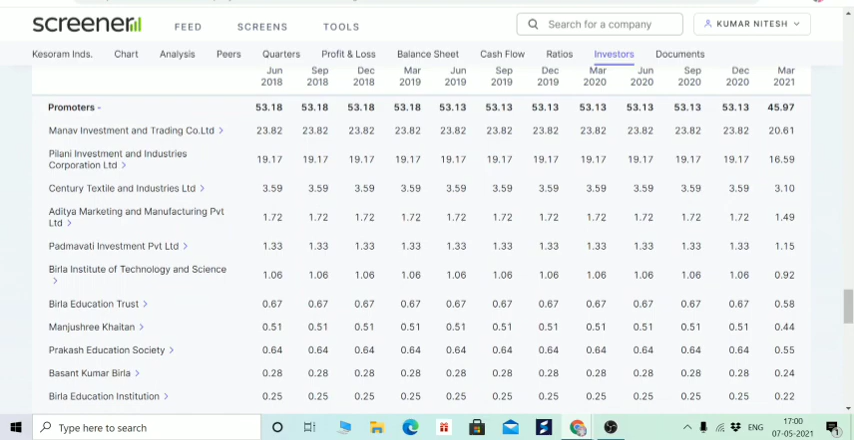 screener
FEED SCREENS TOOLS
Search for a company
KUMAR NITESH
Kesoram Inds. Chart Analysis Peers Quarters Profit & Loss Balance Sheet Cash Flow Ratios Investors Documents
Jun 2018 Sep 2018 Dec 2018 Mar 2019 Jun 2019 Sep 2019 Dec 2019 Mar 2020 Jun 2020 Sep 2020 Dec 2020 Mar 2021
Promoters - 53.18 53.18 53.18 53.18 53.13 53.13 53.13 53.13 53.13 53.13 53.13 45.97
Manav Investment and Trading Co.Ltd > 23.82 23.82 23.82 23.82 23.82 23.82 23.82 23.82 23.82 23.82 23.82 20.61
Pilani Investment and Industries
Corporation Ltd > 19.17 19.17 19.17 19.17 19.17 19.17 19.17 19.17 19.17 19.17 19.17 16.59
Century Textile and Industries Ltd > 3.59 3.59 3.59 3.59 3.59 3.59 3.59 3.59 3.59 3.59 3.59 3.10
Aditya Marketing and Manufacturing Pvt
Ltd > 1.72 1.72 1.72 1.72 1.72 1.72 1.72 1.72 1.72 1.72 1.72 1.49
Padmavati Investment Pvt Ltd > 1.33 1.33 1.33 1.33 1.33 1.33 1.33 1.33 1.33 1.33 1.33 1.15
Birla Institute of Technology and Science
> 1.06 1.06 1.06 1.06 1.06 1.06 1.06 1.06 1.06 1.06 1.06 0.92
Birla Education Trust > 0.67 0.67 0.67 0.67 0.67 0.67 0.67 0.67 0.67 0.67 0.67 0.58
Manjushree Khaitan > 0.51 0.51 0.51 0.51 0.51 0.51 0.51 0.51 0.51 0.51 0.51 0.44
Prakash Education Society > 0.64 0.64 0.64 0.64 0.64 0.64 0.64 0.64 0.64 0.64 0.64 0.55
Basant Kumar Birla > 0.28 0.28 0.28 0.28 0.28 0.28 0.28 0.28 0.28 0.28 0.28 0.24
Birla Education Institution > 0.25 0.25 0.25 0.25 0.25 0.25 0.25 0.25 0.25 0.25 0.25 0.22
Type here to search
ENG
17:00
07-05-2021